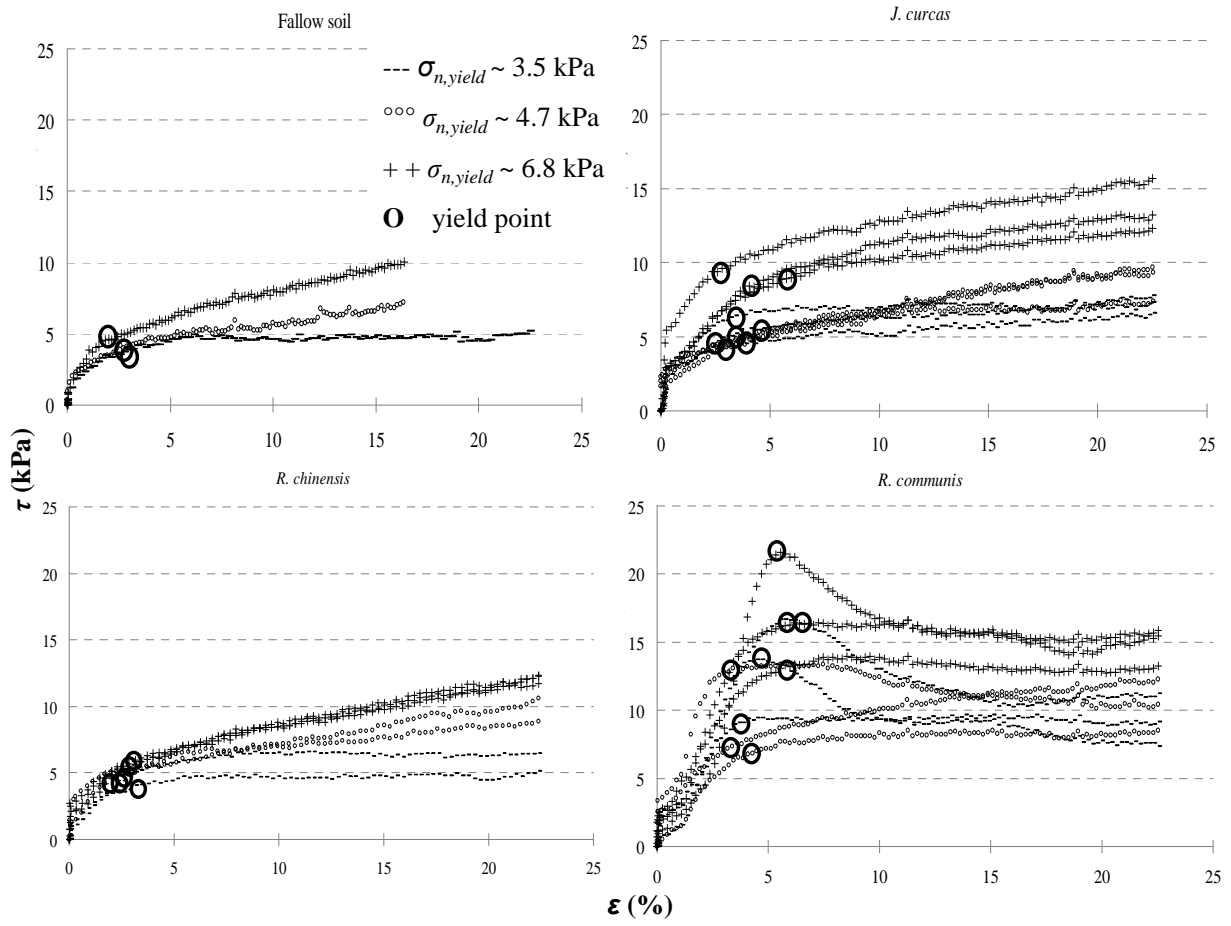 Fallow soil
25
20
15
10
5
0
0 5 10 15 20 25
--- σn,yield ~ 3.5 kPa
°°° σn,yield ~ 4.7 kPa
+ + σn,yield ~ 6.8 kPa
O yield point
J. curcas
25
20
15
10
5
0
0 5 10 15 20 25
τ (kPa)
R. chinensis
25
20
15
10
5
0
0 5 10 15 20 25
R. communis
25
20
15
10
5
0
0 5 10 15 20 25
ε (%)